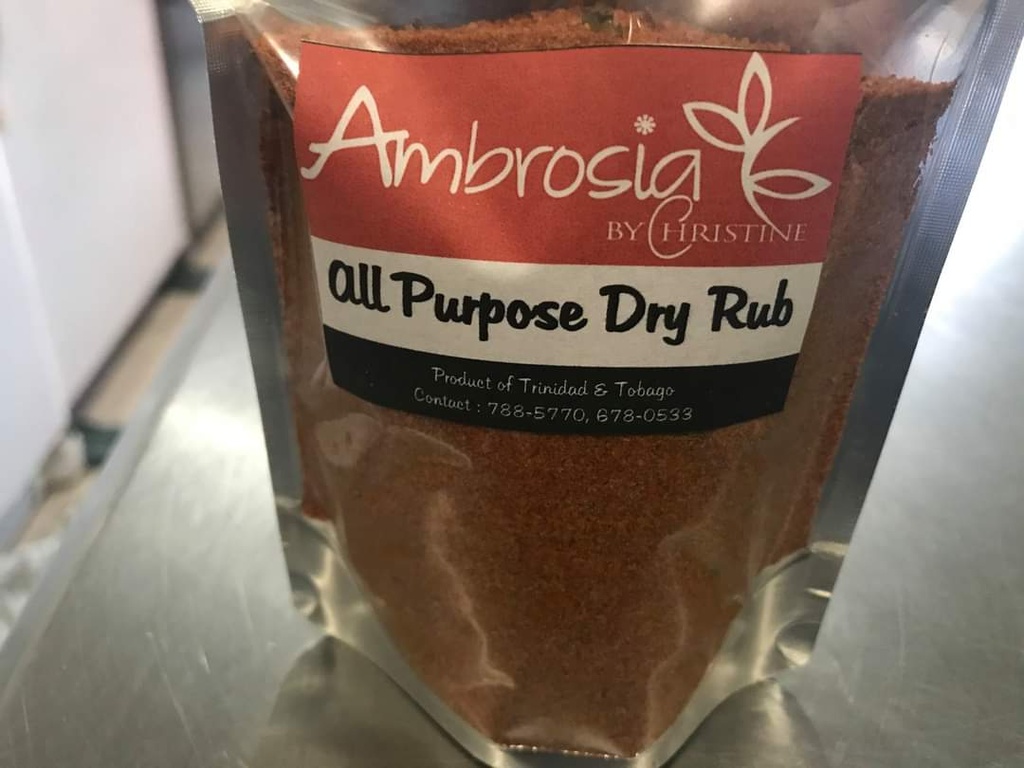 Ambrosia
BY CHRISTINE
All Purpose Dry Rub
Product of Trinidad & Tobago
Contact : 788-5770, 678-0533